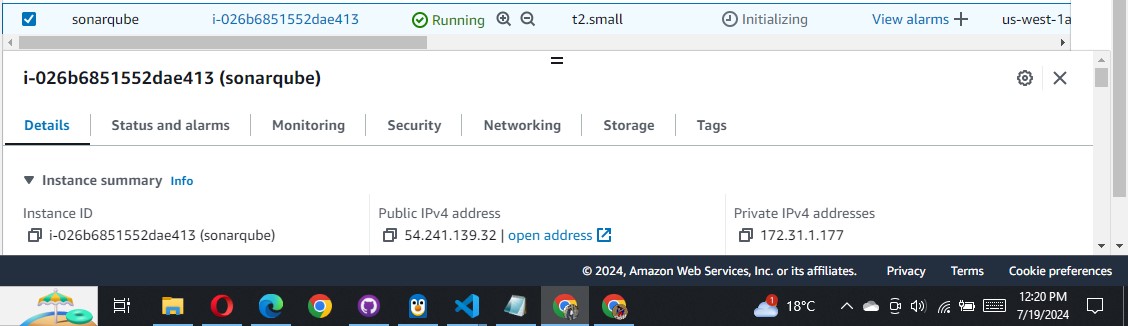 sonarqube i-026b6851552dae413 Running t2.small Initializing View alarms us-west-1a
i-026b6851552dae413 (sonarqube)
Details Status and alarms Monitoring Security Networking Storage Tags
Instance summary Info
Instance ID Public IPv4 address Private IPv4 addresses
i-026b6851552dae413 (sonarqube) 54.241.139.32 | open address 172.31.1.177
© 2024, Amazon Web Services, Inc. or its affiliates. Privacy Terms Cookie preferences
1 18°C 12:20 PM
7/19/2024